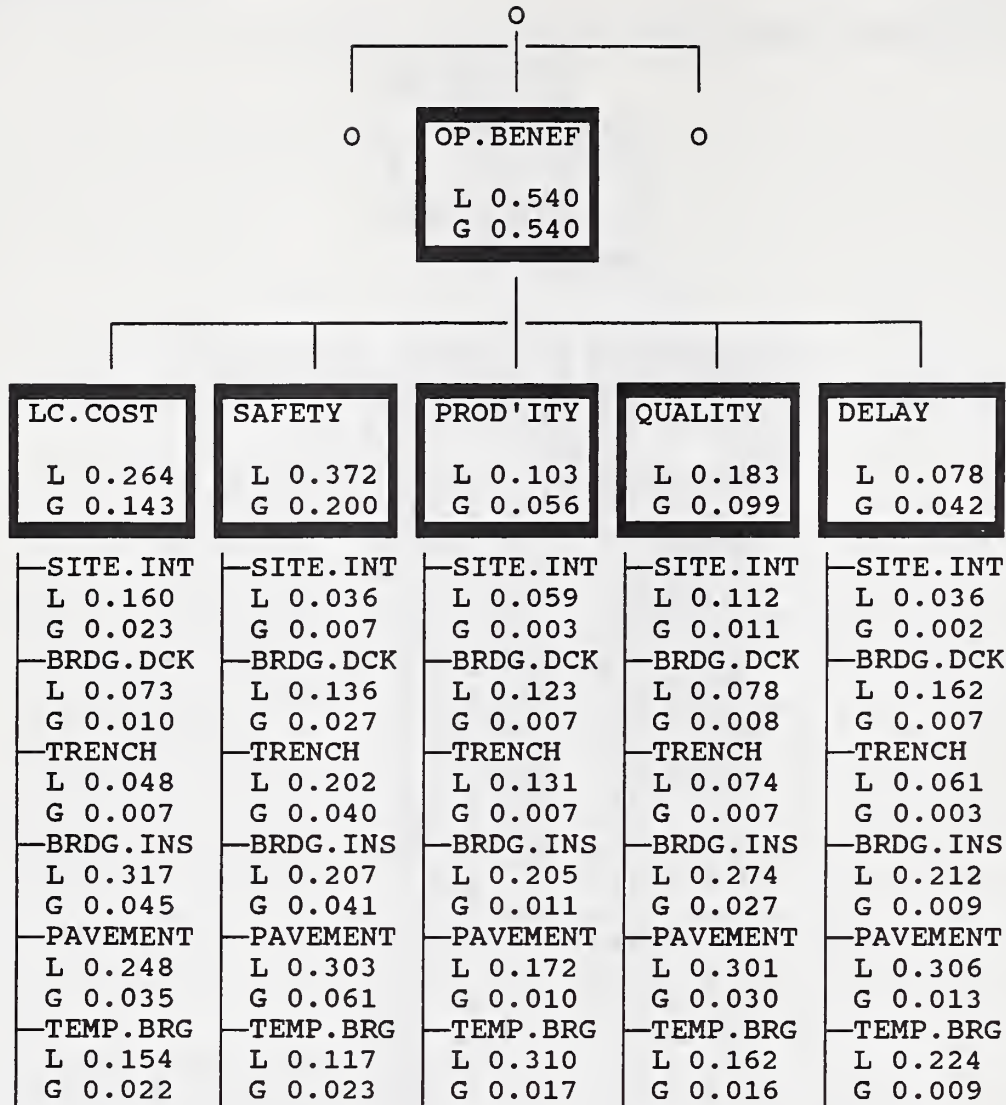 O
O
OP.BENEF
L 0.540
G 0.540
O
LC.COST
L 0.264
G 0.143
SAFETY
L 0.372
G 0.200
PROD'ITY
L 0.103
G 0.056
QUALITY
L 0.183
G 0.099
DELAY
L 0.078
G 0.042
SITE.INT
L 0.160
G 0.023
BRDG.DCK
L 0.073
G 0.010
TRENCH
L 0.048
G 0.007
BRDG.INS
L 0.317
G 0.045
PAVEMENT
L 0.248
G 0.035
TEMP.BRG
L 0.154
G 0.022
SITE.INT
L 0.036
G 0.007
BRDG.DCK
L 0.136
G 0.027
TRENCH
L 0.202
G 0.040
BRDG.INS
L 0.207
G 0.041
PAVEMENT
L 0.303
G 0.061
TEMP.BRG
L 0.117
G 0.023
SITE.INT
L 0.059
G 0.003
BRDG.DCK
L 0.123
G 0.007
TRENCH
L 0.131
G 0.007
BRDG.INS
L 0.205
G 0.011
PAVEMENT
L 0.172
G 0.010
TEMP.BRG
L 0.310
G 0.017
SITE.INT
L 0.112
G 0.011
BRDG.DCK
L 0.078
G 0.008
TRENCH
L 0.074
G 0.007
BRDG.INS
L 0.274
G 0.027
PAVEMENT
L 0.301
G 0.030
TEMP.BRG
L 0.162
G 0.016
SITE.INT
L 0.036
G 0.002
BRDG.DCK
L 0.162
G 0.007
TRENCH
L 0.061
G 0.003
BRDG.INS
L 0.212
G 0.009
PAVEMENT
L 0.306
G 0.013
TEMP.BRG
L 0.224
G 0.009